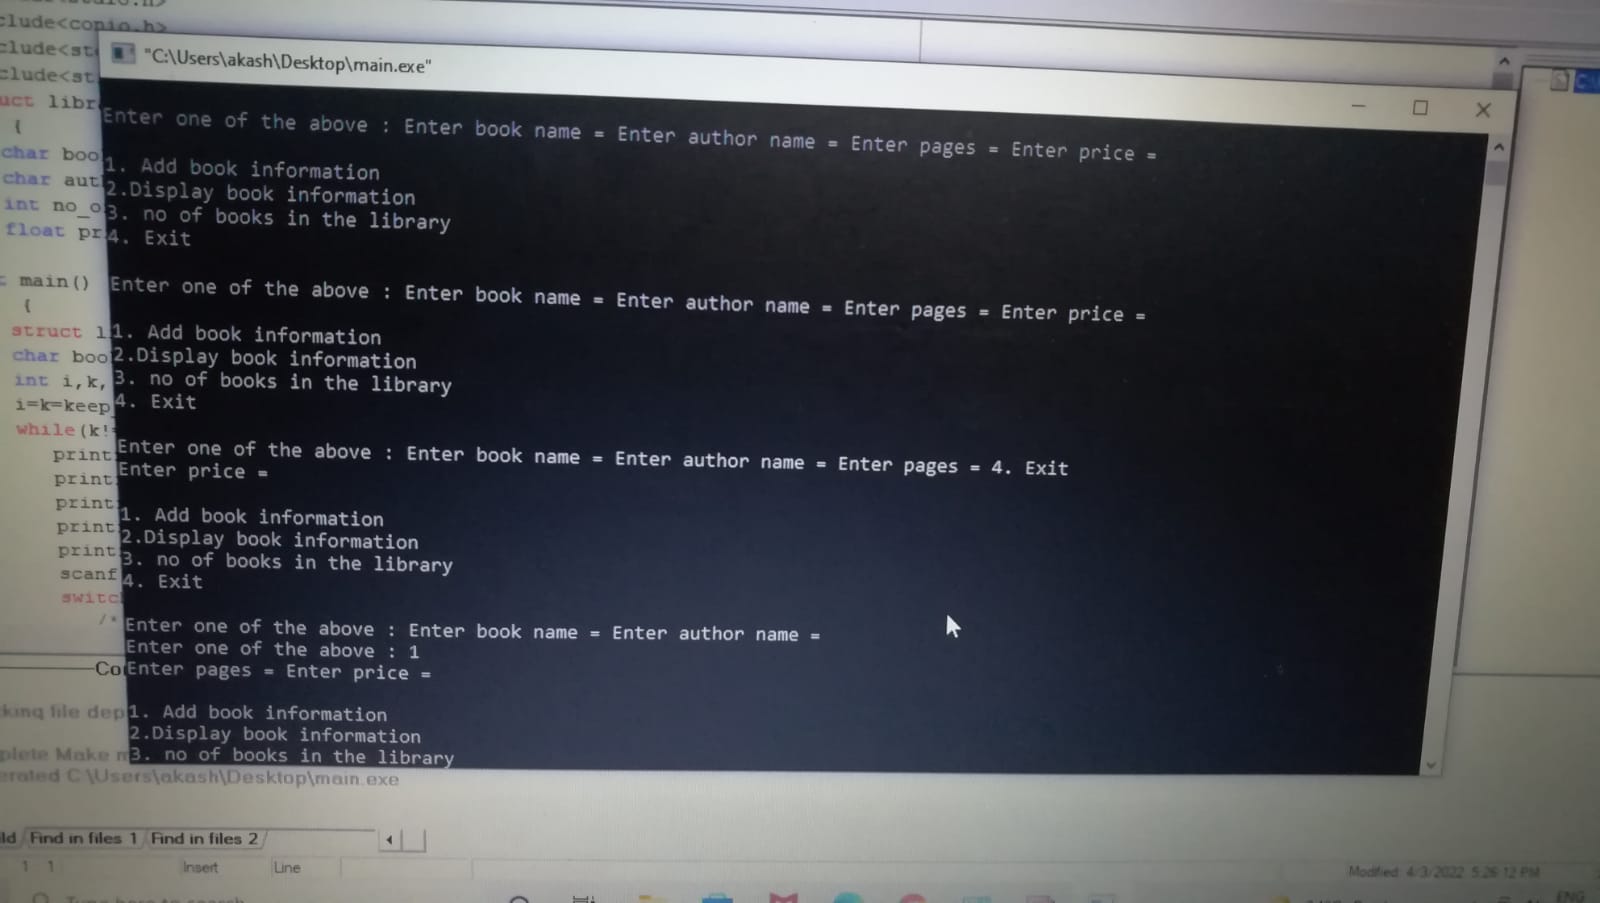 clude<conio.h>
"C:\Users\akash\Desktop\main.exe"
Enter one of the above : Enter book name = Enter author name = Enter pages = Enter price =
1. Add book information
2.Display book information
3. no of books in the library
4. Exit
Enter one of the above : Enter book name = Enter author name = Enter pages = Enter price =
1. Add book information
2.Display book information
3. no of books in the library
4. Exit
Enter one of the above : Enter book name = Enter author name = Enter pages = 4. Exit
Enter price =
1. Add book information
2.Display book information
3. no of books in the library
4. Exit
Enter one of the above : Enter book name = Enter author name =
Enter one of the above : 1
Enter pages = Enter price =
1. Add book information
2.Display book information
3. no of books in the library
clude<st
clude<st
uct libr
{
char boo
char aut
int no_o
float pr
main()
{
struct l
char boo
int i,k,
i=k=keep
while(k!
print
print
print
print
print
scanf
switc
/*
Co
king file dep
plete Make m
erated C:\Users\akash\Desktop\main.exe
ld Find in files 1 Find in files 2
1 1 Insert Line
Modified: 4/3/2022 5:26:12 PM
ENG